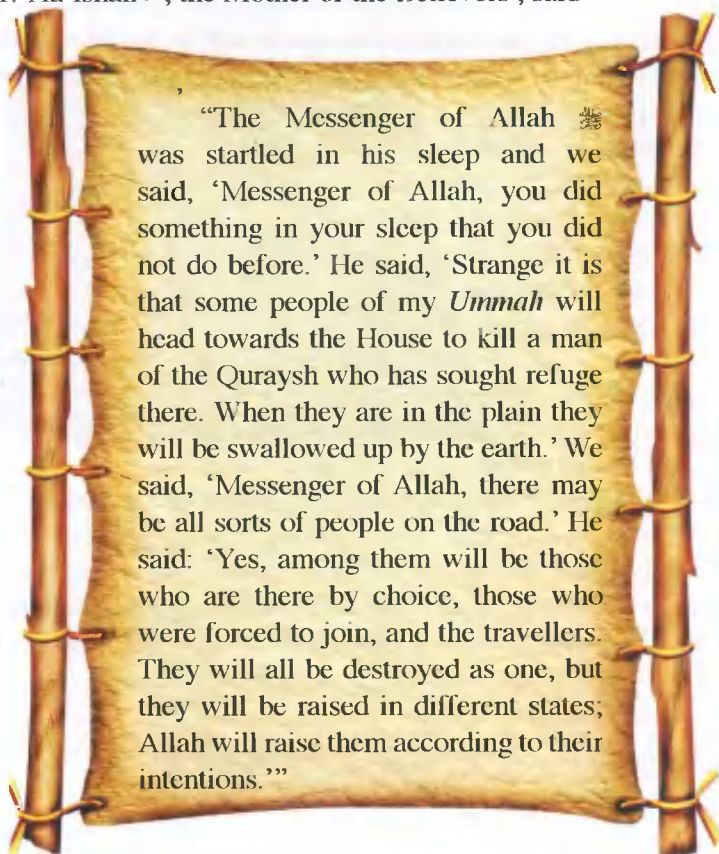 , the Mother of the Believers , said
,
“The Messenger of Allah ﷺ
was startled in his sleep and we
said, ‘Messenger of Allah, you did
something in your sleep that you did
not do before.’ He said, ‘Strange it is
that some people of my Ummah will
head towards the House to kill a man
of the Quraysh who has sought refuge
there. When they are in the plain they
will be swallowed up by the earth.’ We
said, ‘Messenger of Allah, there may
be all sorts of people on the road.’ He
said: ‘Yes, among them will be those
who are there by choice, those who
were forced to join, and the travellers.
They will all be destroyed as one, but
they will be raised in different states;
Allah will raise them according to their
intentions.’”